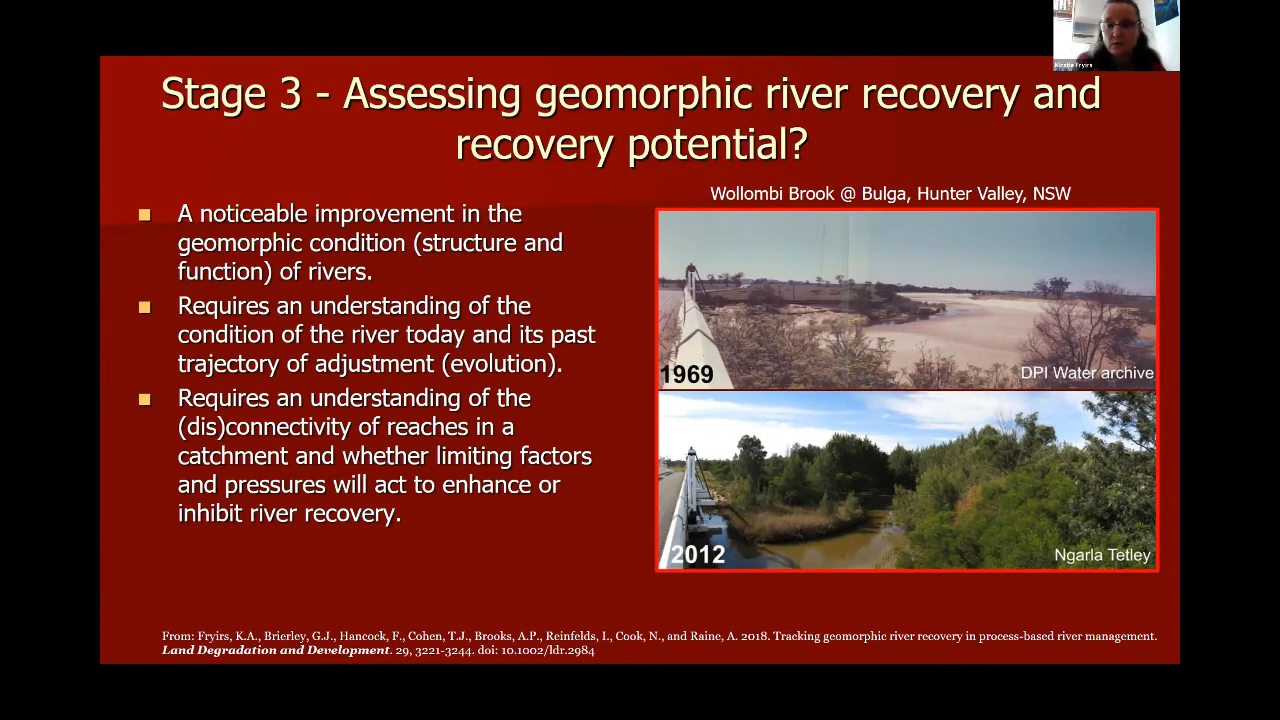 Kirstie Fryirs
Stage 3 - Assessing geomorphic river recovery and
recovery potential?
■ A noticeable improvement in the
geomorphic condition (structure and
function) of rivers.
■ Requires an understanding of the
condition of the river today and its past
trajectory of adjustment (evolution).
■ Requires an understanding of the
(dis)connectivity of reaches in a
catchment and whether limiting factors
and pressures will act to enhance or
inhibit river recovery.
Wollombi Brook @ Bulga, Hunter Valley, NSW
1969
DPI Water archive
2012
Ngarla Tetley
From: Fryirs, K.A., Brierley, G.J., Hancock, F., Cohen, T.J., Brooks, A.P., Reinfelds, I., Cook, N., and Raine, A. 2018. Tracking geomorphic river recovery in process-based river management.
Land Degradation and Development. 29, 3221-3244. doi: 10.1002/ldr.2984